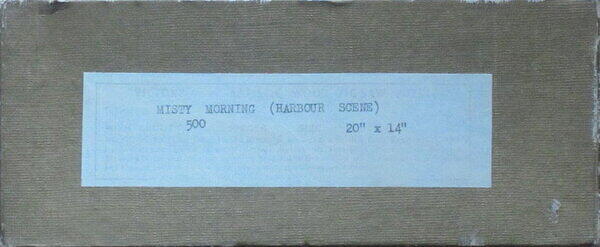 MISTY MORNING (HARBOUR SCENE)
500 20" x 14"